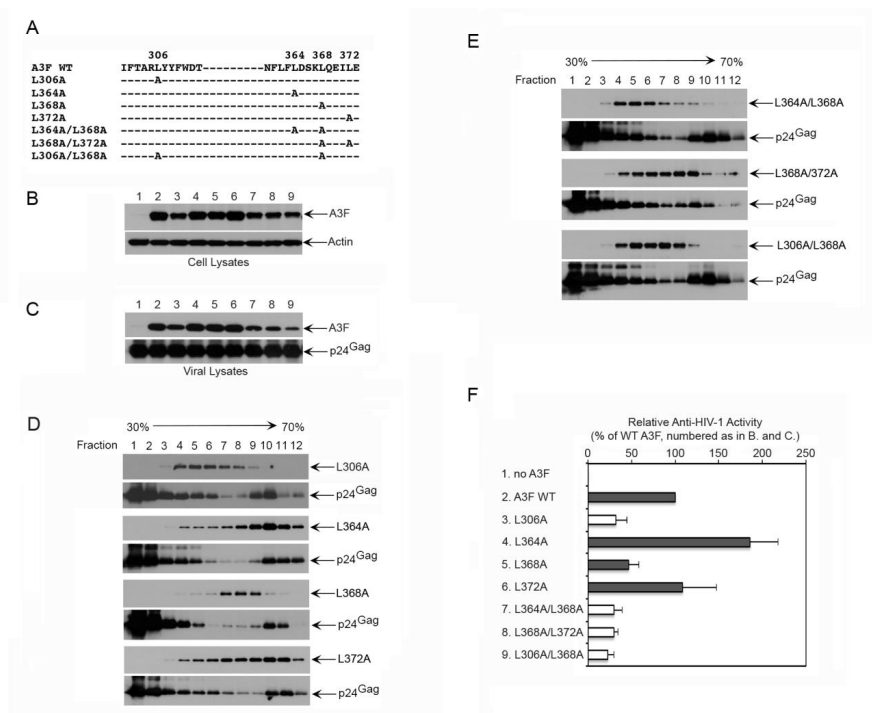 A
306 364 368 372
A3F WT IFTARLYYFWDT----------NFLFLDSKLQEILE
L306A -----A------------------------------
L364A ---------------------------A--------
L368A -------------------------------A----
L372A -----------------------------------A-
L364A/L368A ---------------------------A---A----
L368A/L372A -------------------------------A---A-
L306A/L368A -----A-------------------------A----
B
1 2 3 4 5 6 7 8 9
A3F
Actin
Cell Lysates
C
1 2 3 4 5 6 7 8 9
A3F
p24Gag
Viral Lysates
D
30% 70%
Fraction 1 2 3 4 5 6 7 8 9 10 11 12
L306A
p24Gag
L364A
p24Gag
L368A
p24Gag
L372A
p24Gag
E
30% 70%
Fraction 1 2 3 4 5 6 7 8 9 10 11 12
L364A/L368A
p24Gag
L368A/372A
p24Gag
L306A/L368A
p24Gag
F
Relative Anti-HIV-1 Activity
(% of WT A3F, numbered as in B. and C.)
0 50 100 150 200 250
1. no A3F
2. A3F WT
3. L306A
4. L364A
5. L368A
6. L372A
7. L364A/L368A
8. L368A/L372A
9. L306A/L368A